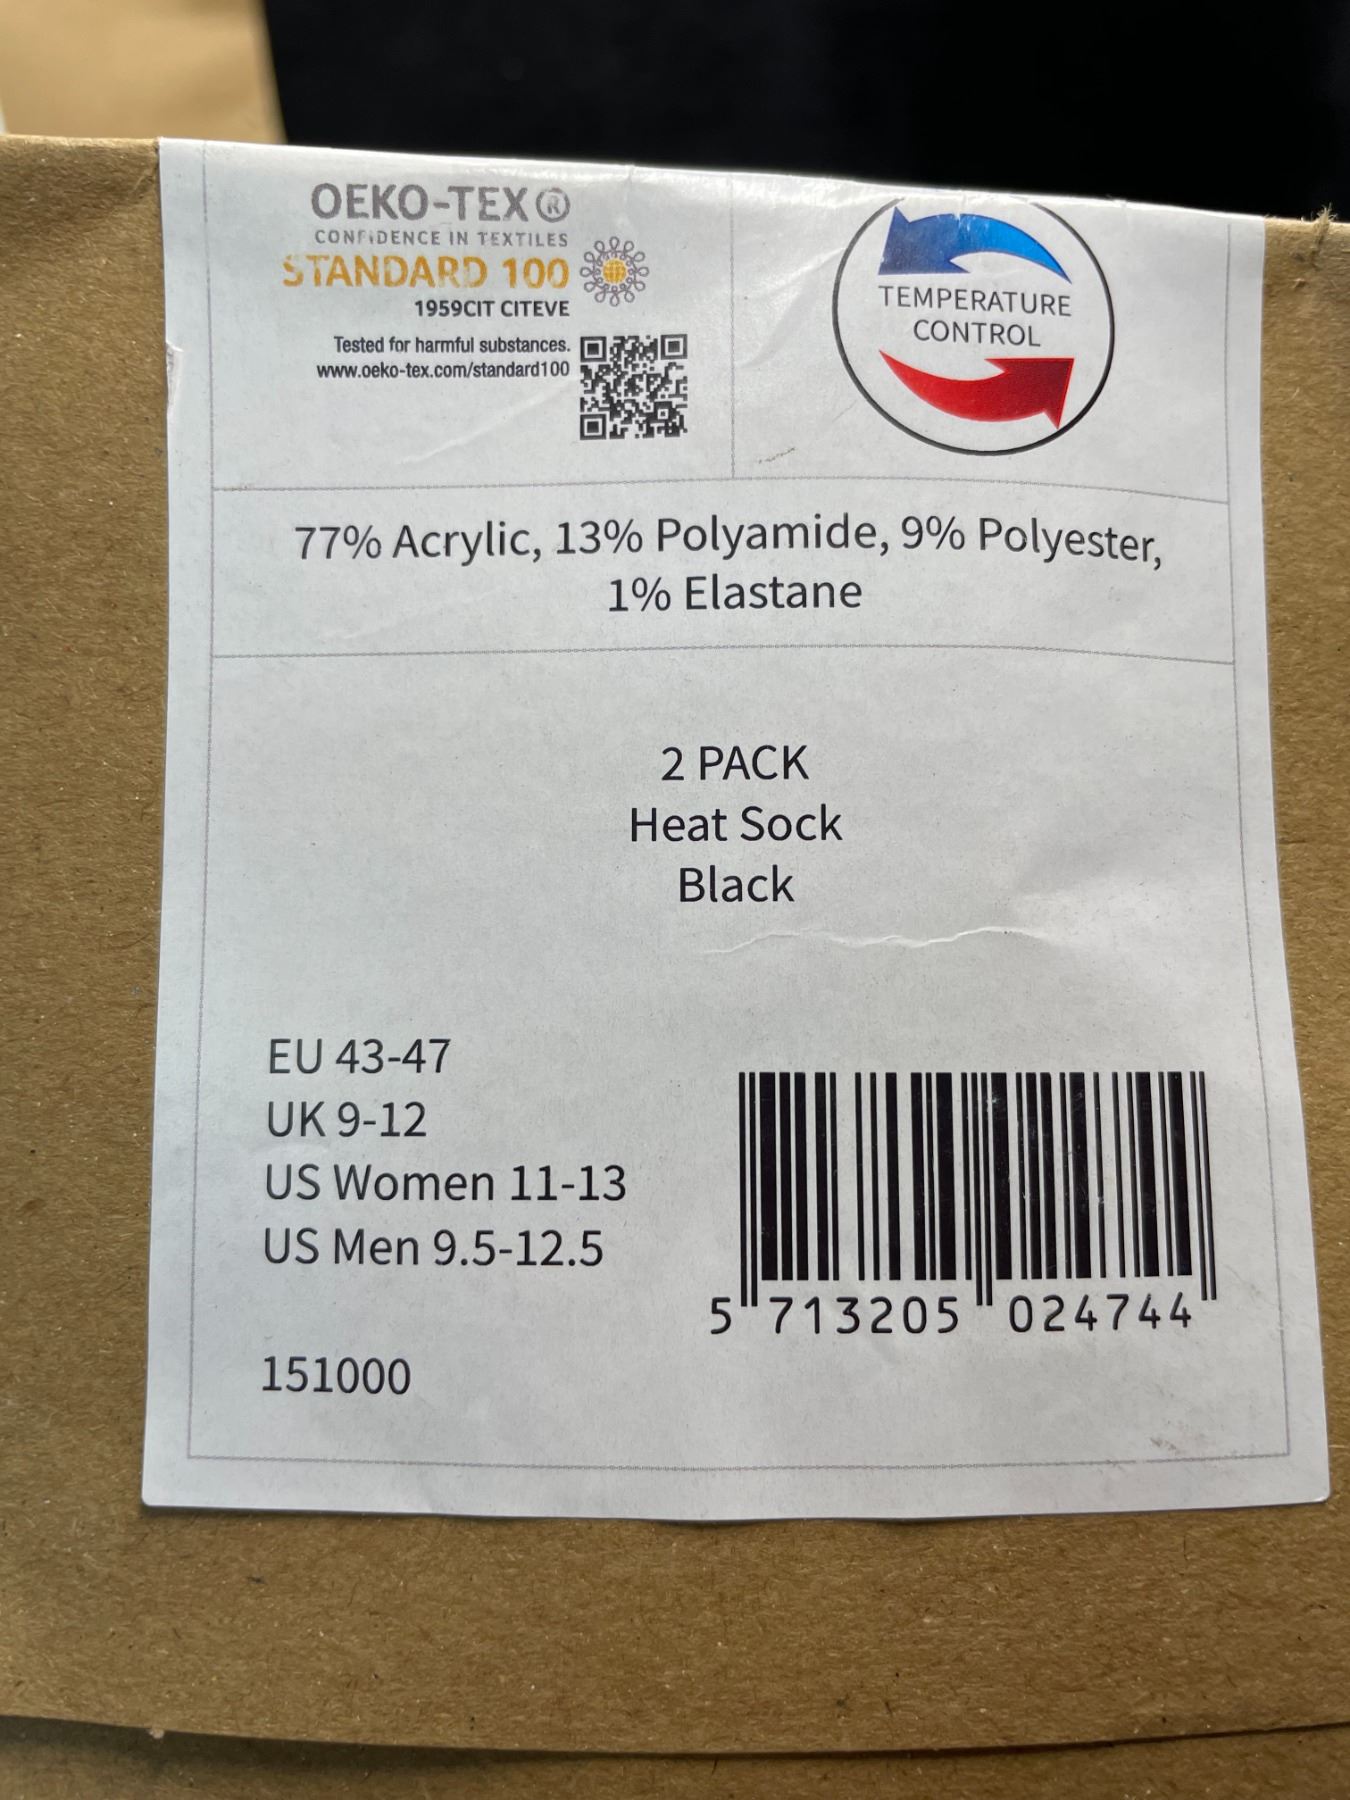 OEKO-TEX®
CONFIDENCE IN TEXTILES
STANDARD 100
1959CIT CITEVE
Tested for harmful substances.
www.oeko-tex.com/standard100
TEMPERATURE
CONTROL
77% Acrylic, 13% Polyamide, 9% Polyester,
1% Elastane
2 PACK
Heat Sock
Black
EU 43-47
UK 9-12
US Women 11-13
US Men 9.5-12.5
151000
5 713205 024744